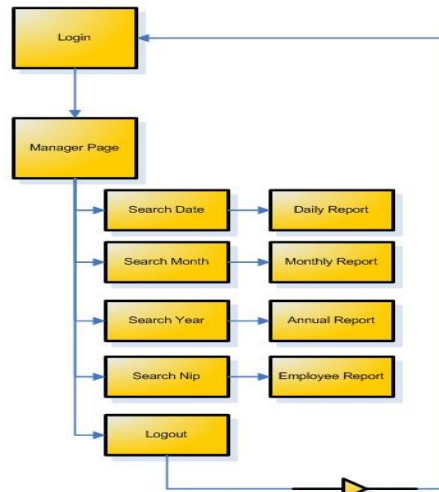 Login
Manager Page
Search Date
Daily Report
Search Month
Monthly Report
Search Year
Annual Report
Search Nip
Employee Report
Logout